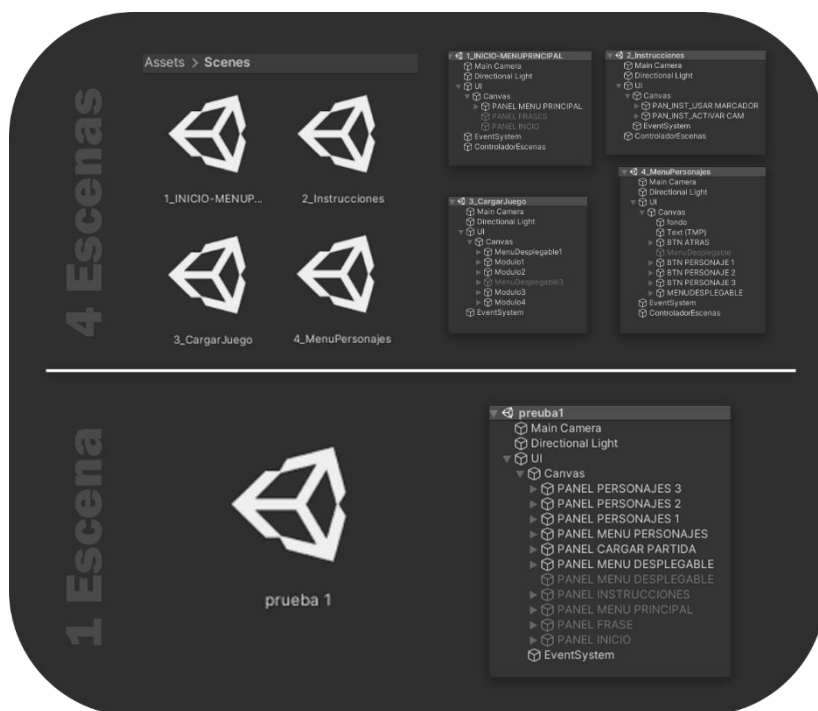 4 Escenas
Assets > Scenes
1_INICIO-MENUP...
2_Instrucciones
3_CargarJuego
4_MenuPersonajes
1_INICIO-MENUPRINCIPAL
Main Camera
Directional Light
UI
Canvas
PANEL MENU PRINCIPAL
PANEL FRASES
PANEL INCIO
EventSystem
ControladorEscenas
2_Instrucciones
Main Camera
Directional Light
UI
Canvas
PAN_INST_USAR MARCADOR
PAN_INST_ACTIVAR CAM
EventSystem
ControladorEscenas
3_CargarJuego
Main Camera
Directional Light
UI
Canvas
MenuDesplegable1
Modulo1
Modulo2
MenuDesplegable3
Modulo3
Modulo4
EventSystem
4_MenuPersonajes
Main Camera
Directional Light
UI
Canvas
fondo
Text (TMP)
BTN ATRAS
MenuDesplegable
BTN PERSONAJE 1
BTN PERSONAJE 2
BTN PERSONAJE 3
MENUDESPLEGABLE
EventSystem
ControladorEscenas
1 Escena
prueba 1
preuba1
Main Camera
Directional Light
UI
Canvas
PANEL PERSONAJES 3
PANEL PERSONAJES 2
PANEL PERSONAJES 1
PANEL MENU PERSONAJES
PANEL CARGAR PARTIDA
PANEL MENU DESPLEGABLE
PANEL MENU DESPLEGABLE
PANEL INSTRUCCIONES
PANEL MENU PRINCIPAL
PANEL FRASE
PANEL INICIO
EventSystem